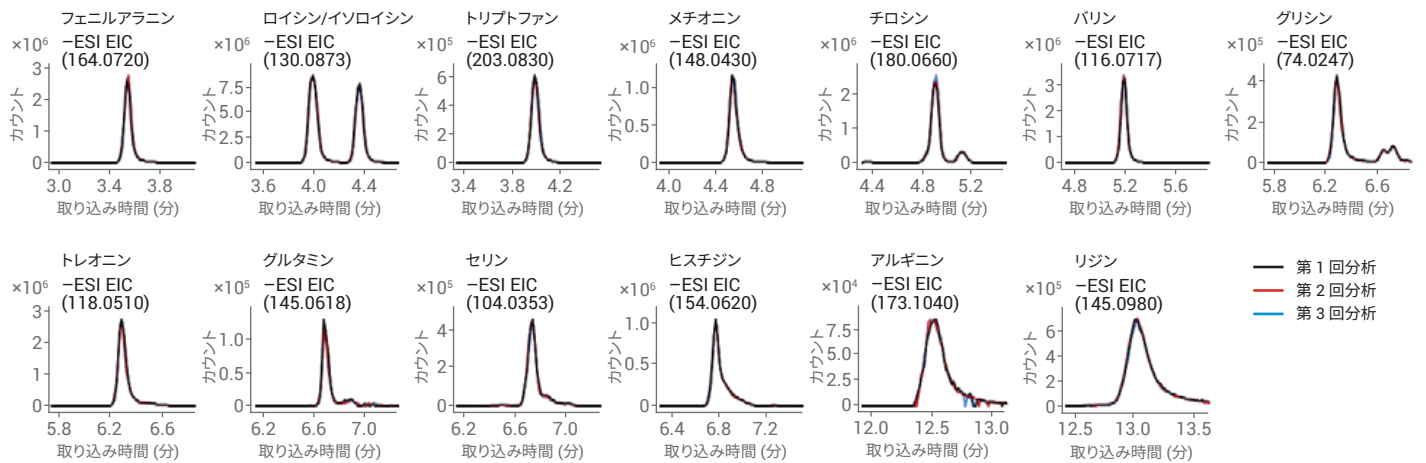 フェニルアラニン
–ESI EIC
(164.0720)
×10⁶
3
2
1
0
カウント
3.0 3.4 3.8
取り込み時間 (分)
ロイシン/イソロイシン
–ESI EIC
(130.0873)
×10⁶
7.5
5.0
2.5
0
カウント
3.6 4.0 4.4
取り込み時間 (分)
トリプトファン
–ESI EIC
(203.0830)
×10⁵
6
4
2
0
カウント
3.4 3.8 4.2
取り込み時間 (分)
メチオニン
–ESI EIC
(148.0430)
×10⁶
1.0
0.5
0
カウント
4.0 4.4 4.8
取り込み時間 (分)
チロシン
–ESI EIC
(180.0660)
×10⁶
2
1
0
カウント
4.4 4.8 5.2
取り込み時間 (分)
バリン
–ESI EIC
(116.0717)
×10⁶
3
2
1
0
カウント
4.8 5.2 5.6
取り込み時間 (分)
グリシン
–ESI EIC
(74.0247)
×10⁵
4
2
0
カウント
5.8 6.2 6.6
取り込み時間 (分)
トレオニン
–ESI EIC
(118.0510)
×10⁶
3
2
1
0
カウント
5.8 6.2 6.6
取り込み時間 (分)
グルタミン
–ESI EIC
(145.0618)
×10⁵
1.0
0.5
0
カウント
6.2 6.6 7.0
取り込み時間 (分)
セリン
–ESI EIC
(104.0353)
×10⁵
4
2
0
カウント
6.2 6.6 7.0
取り込み時間 (分)
ヒスチジン
–ESI EIC
(154.0620)
×10⁶
1.0
0.5
0
カウント
6.4 6.8 7.2
取り込み時間 (分)
アルギニン
–ESI EIC
(173.1040)
×10⁴
7.5
5.0
2.5
0
カウント
12.0 12.5 13.0
取り込み時間 (分)
リジン
–ESI EIC
(145.0980)
×10⁵
6
4
2
0
カウント
12.5 13.0 13.5
取り込み時間 (分)
第 1 回分析
第 2 回分析
第 3 回分析